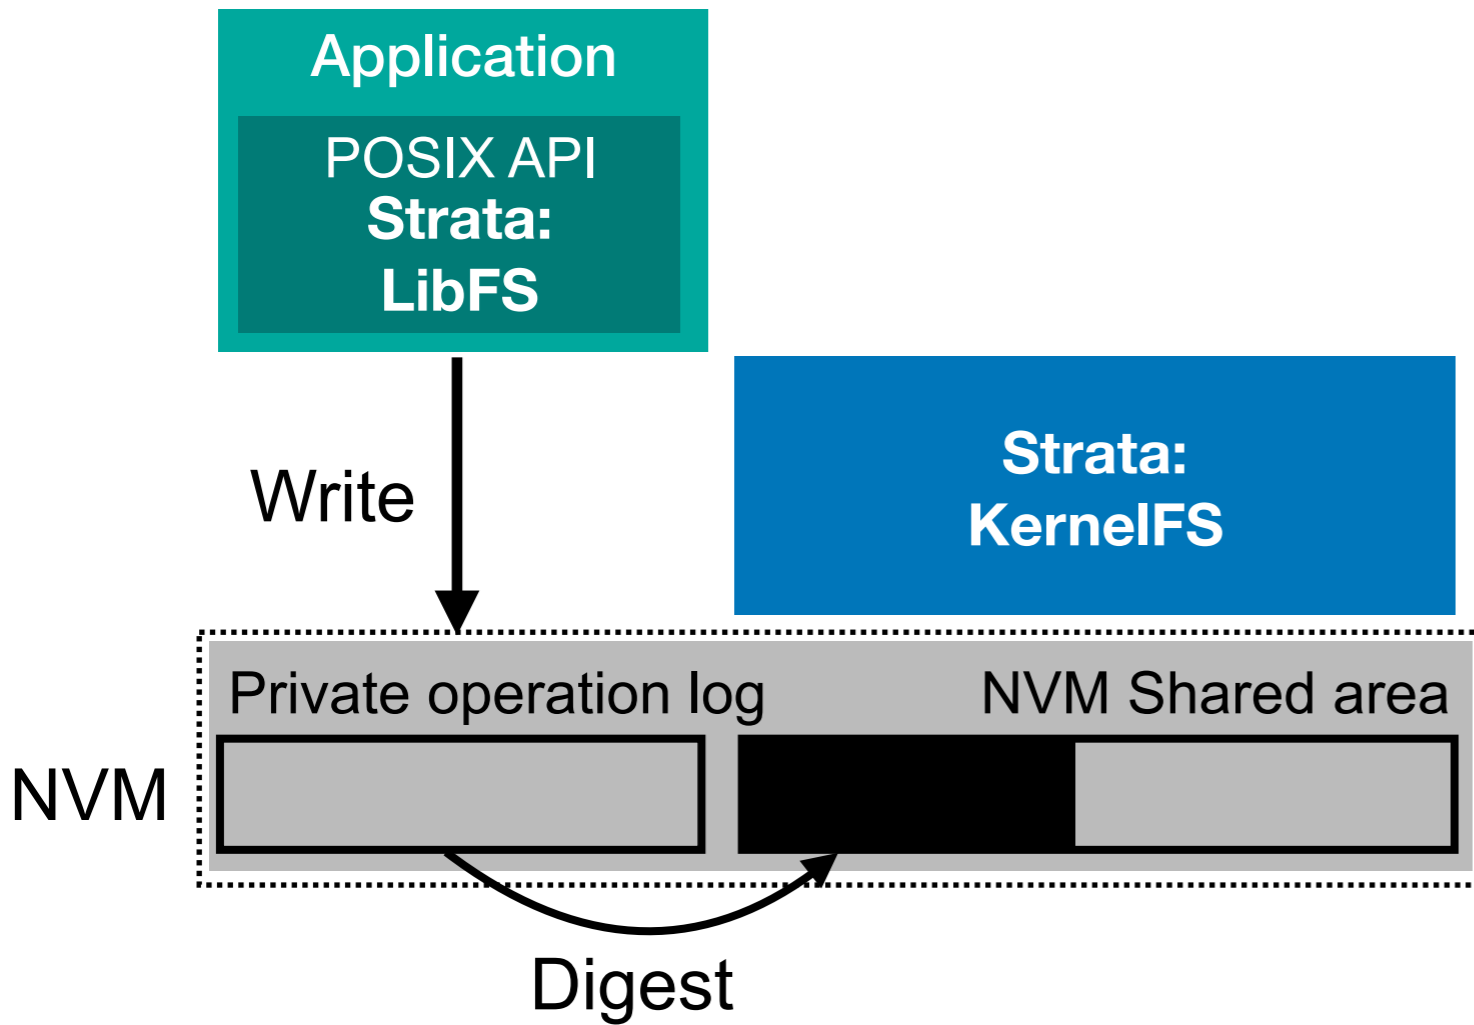 Application
POSIX API
Strata:
LibFS
Write
Strata:
KernelFS
Private operation log
NVM Shared area
NVM
Digest